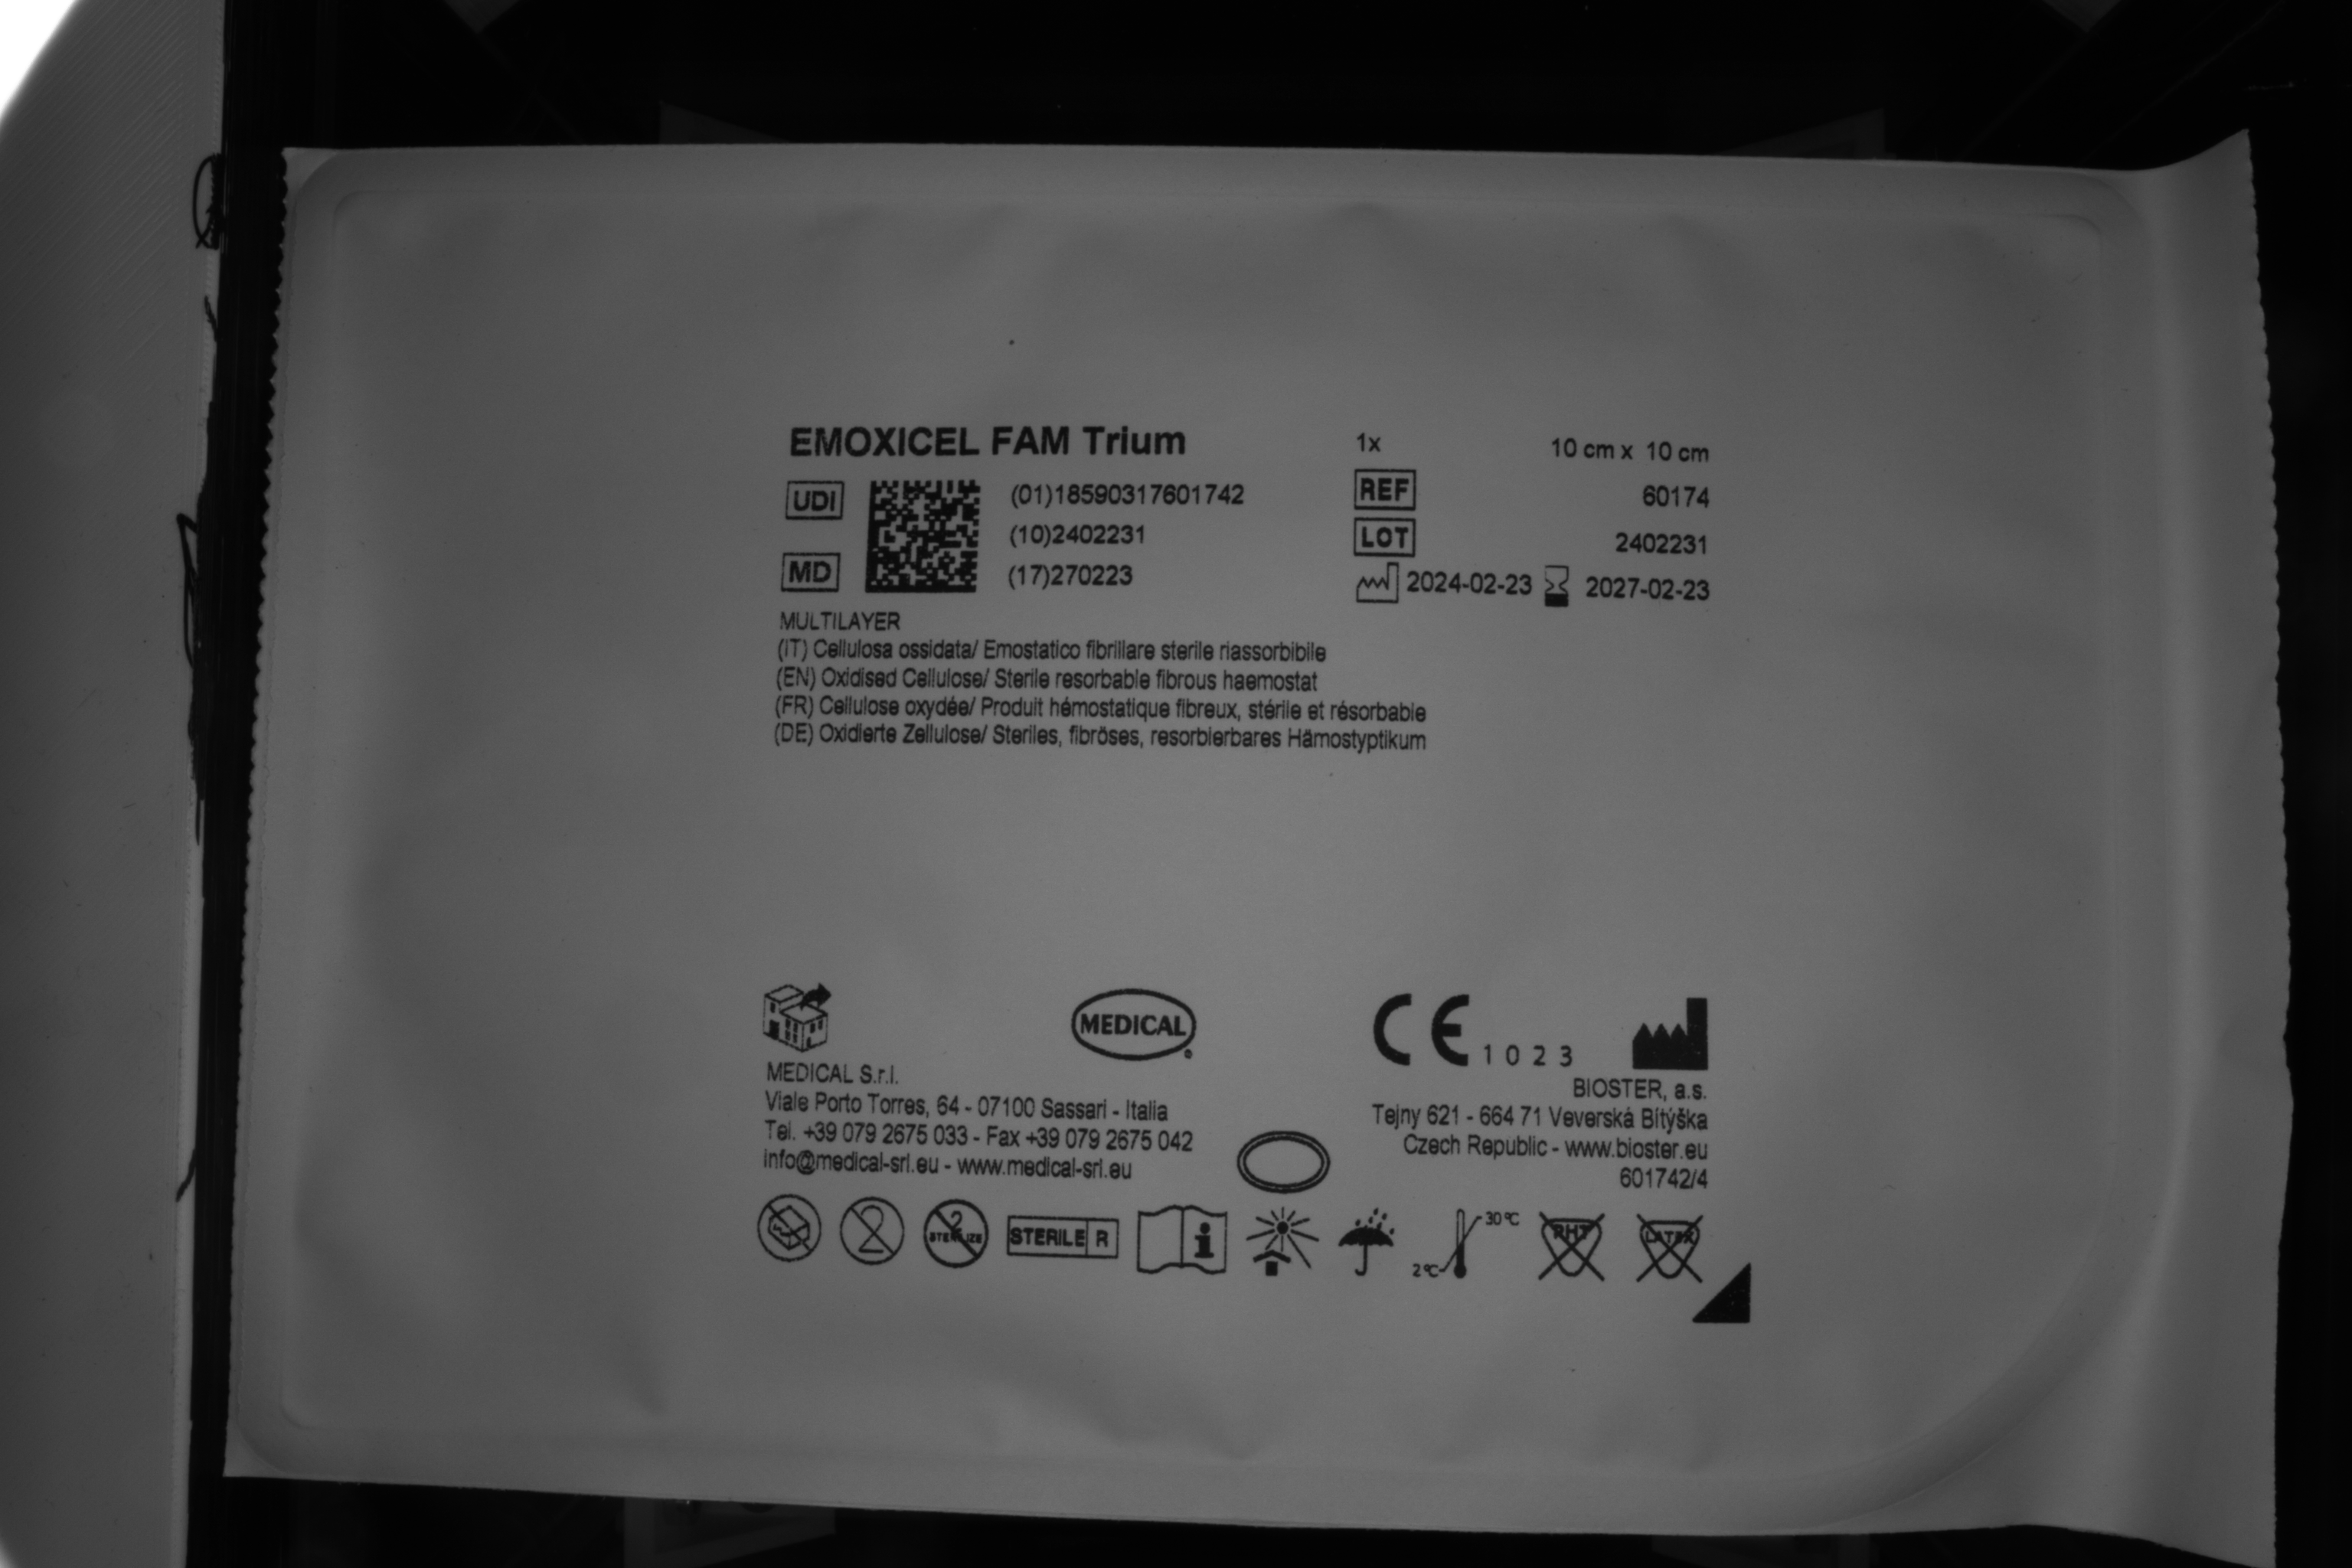 EMOXICEL FAM Trium
1x 10 cm x 10 cm
UDI (01)18590317601742
REF 60174
(10)2402231
LOT 2402231
MD (17)270223
2024-02-23 2027-02-23
MULTILAYER
(IT) Cellulosa ossidata/ Emostatico fibrillare sterile riassorbibile
(EN) Oxidised Cellulose/ Sterile resorbable fibrous haemostat
(FR) Cellulose oxydée/ Produit hémostatique fibreux, stérile et résorbable
(DE) Oxidierte Zellulose/ Steriles, fibröses, resorbierbares Hämostyptikum
MEDICAL
CE 1023
MEDICAL S.r.l.
Viale Porto Torres, 64 - 07100 Sassari - Italia
Tel. +39 079 2675 033 - Fax +39 079 2675 042
info@medical-srl.eu - www.medical-srl.eu
BIOSTER, a.s.
Tejny 621 - 664 71 Veverská Bítýška
Czech Republic - www.bioster.eu
601742/4
2
2 STERILIZE
STERILE R
i
2°C 30°C
PHT
LATEX